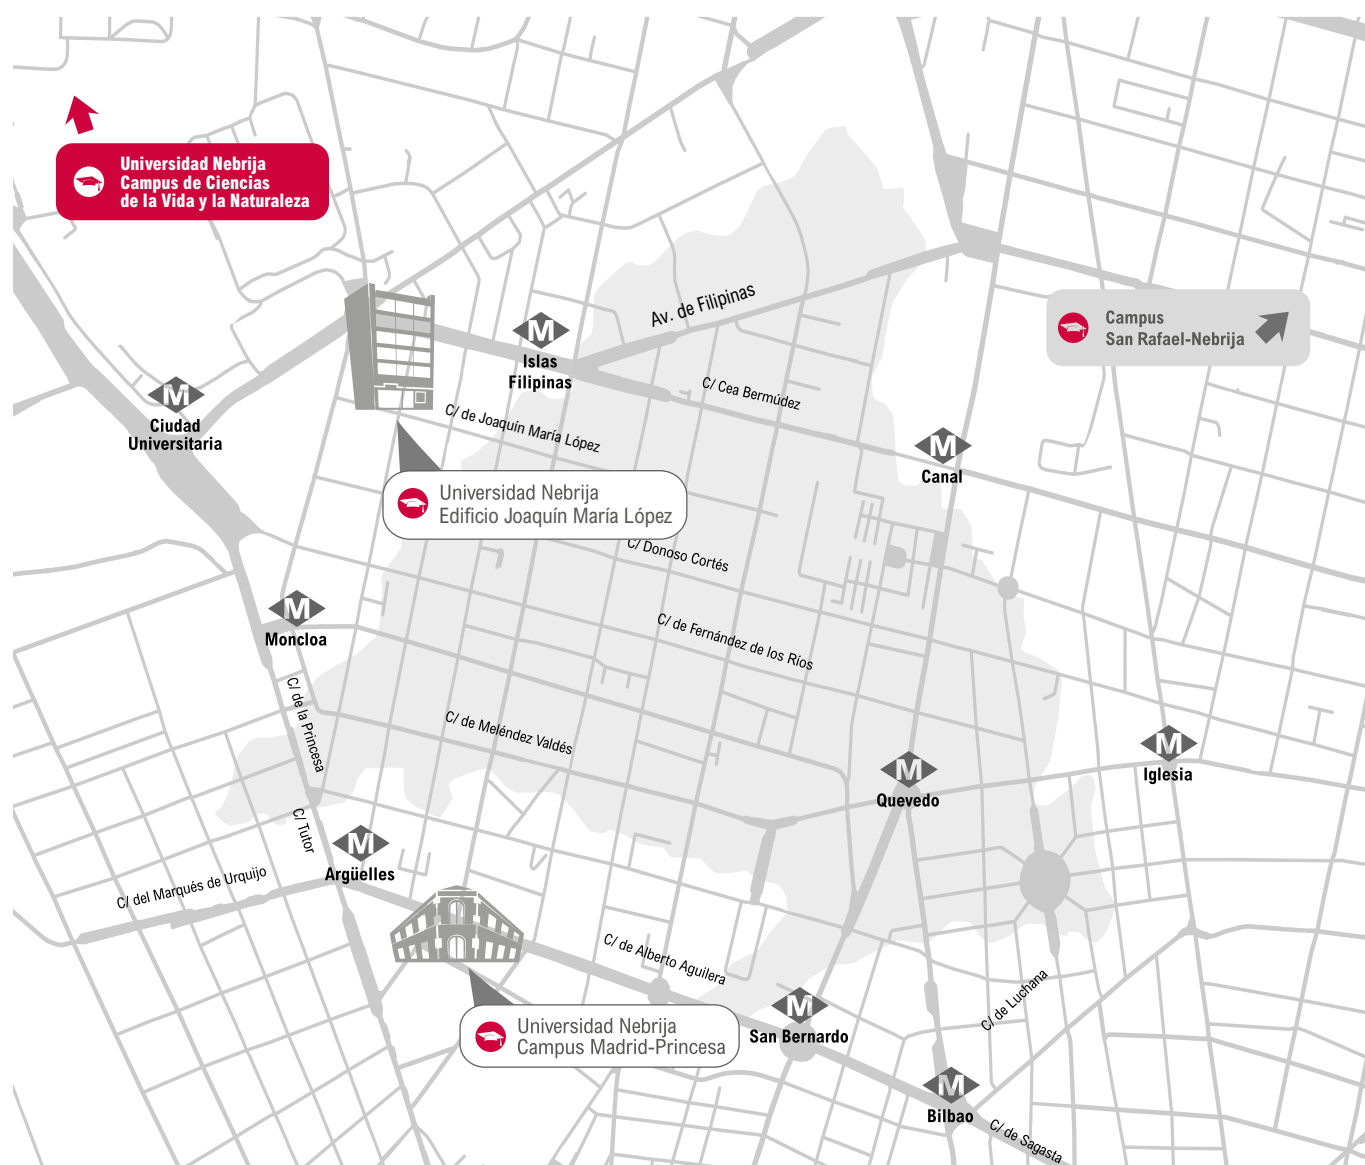 Universidad Nebrija
Campus de Ciencias
de la Vida y la Naturaleza
Av. de Filipinas
Campus
San Rafael-Nebrija
M
Islas
Filipinas
M
Ciudad
Universitaria
C/ Cea Bermúdez
C/ de Joaquín María López
M
Canal
Universidad Nebrija
Edificio Joaquín María López
C/ Donoso Cortés
M
Moncloa
C/ de Fernández de los Ríos
C/ de la Princesa
C/ de Meléndez Valdés
M
Iglesia
M
Quevedo
C/ Tutor
M
Argüelles
C/ del Marqués de Urquijo
C/ de Alberto Aguilera
C/ de Luchana
M
San Bernardo
Universidad Nebrija
Campus Madrid-Princesa
M
Bilbao
C/ de Sagasta